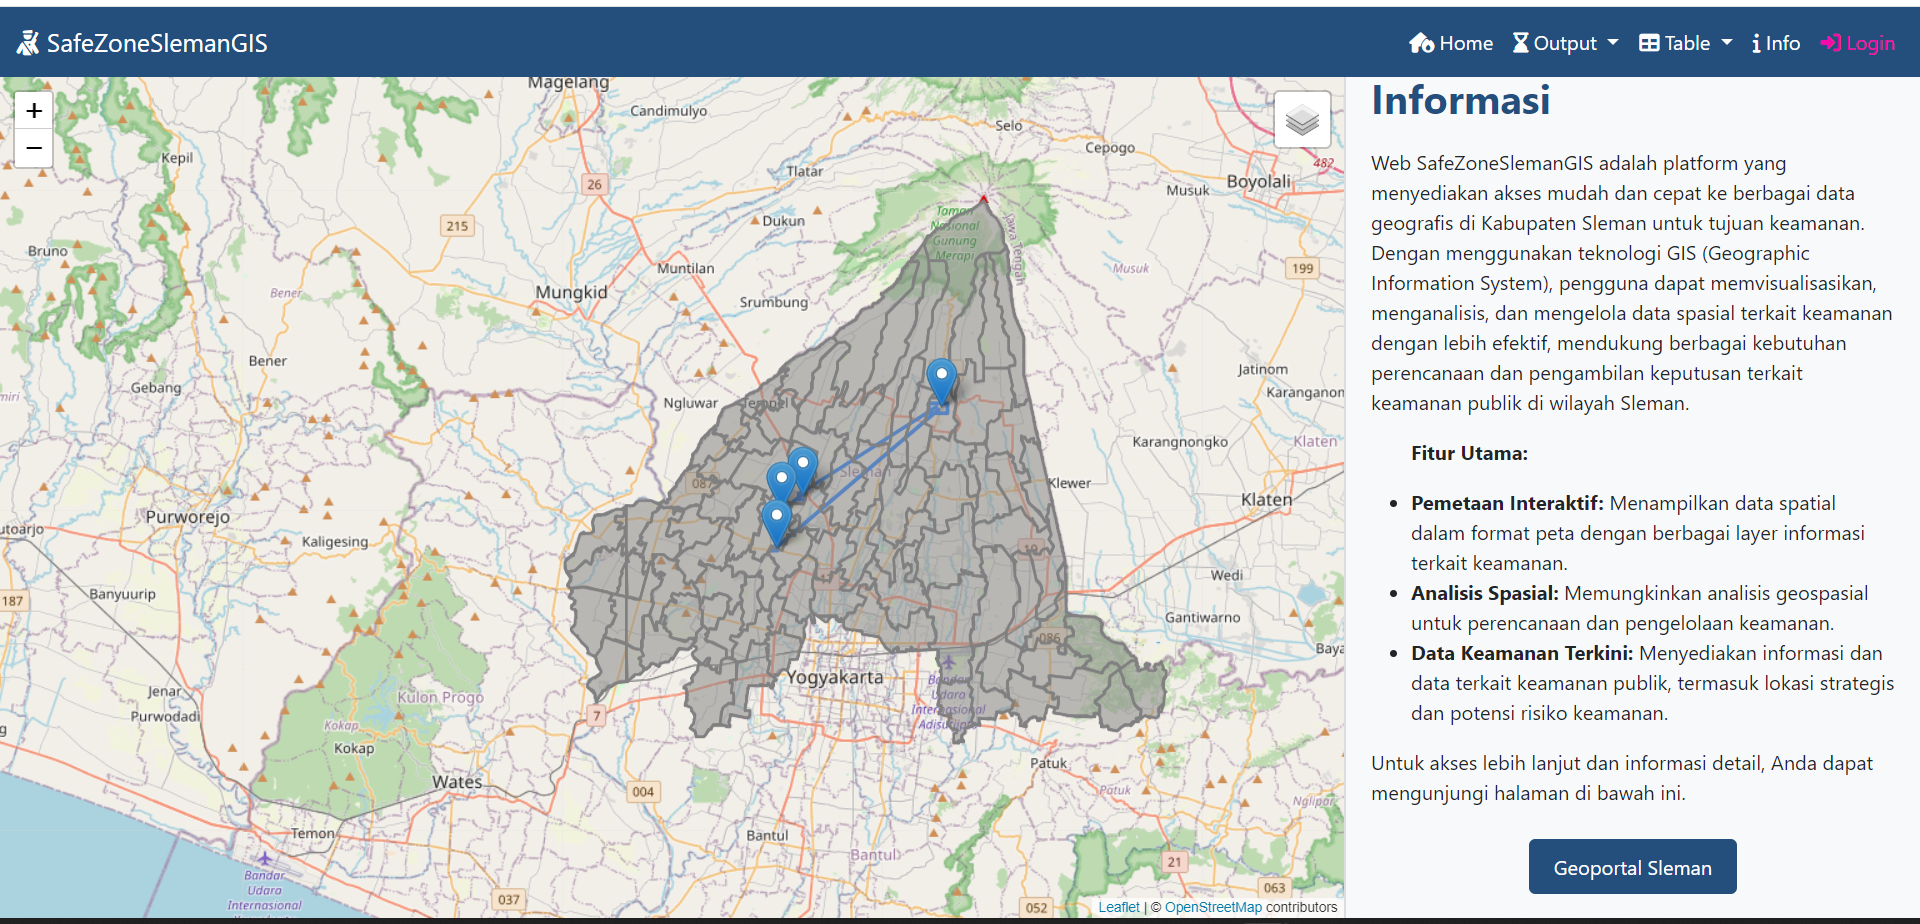 SafeZoneSlemanGIS
Home
Output
Table
Info
Login
+
−
Magelang
Candimulyo
Selo
Cepogo
482
Kepil
Tlatar
Boyolali
Musuk
26
Dukun
215
Taman
Nasional
Gunung
Merapi
Jawa Tengah
Bruno
Muntilan
Musuk
199
Bener
Mungkid
Srumbung
Bener
Jatinom
Gebang
Karanganom
Ngluwar
Tempel
Karangnongko
Klaten
Sleman
087
Klewer
Klaten
Purworejo
Kaligesing
Wedi
Banyuurip
187
17
Gantiwarno
086
Yogyakarta
Bandar
Udara
Internasional
Adisutjipto
Jenar
Kulon Progo
Purwodadi
7
Kokap
Kokap
Patuk
Wates
004
Patuk
Temon
Bantul
Bantul
21
Bandar
Udara
Internasional
037
063
052
Leaflet | © OpenStreetMap contributors
Informasi
Web SafeZoneSlemanGIS adalah platform yang
menyediakan akses mudah dan cepat ke berbagai data
geografis di Kabupaten Sleman untuk tujuan keamanan.
Dengan menggunakan teknologi GIS (Geographic
Information System), pengguna dapat memvisualisasikan,
menganalisis, dan mengelola data spasial terkait keamanan
dengan lebih efektif, mendukung berbagai kebutuhan
perencanaan dan pengambilan keputusan terkait
keamanan publik di wilayah Sleman.
Fitur Utama:
• Pemetaan Interaktif: Menampilkan data spatial
dalam format peta dengan berbagai layer informasi
terkait keamanan.
• Analisis Spasial: Memungkinkan analisis geospasial
untuk perencanaan dan pengelolaan keamanan.
• Data Keamanan Terkini: Menyediakan informasi dan
data terkait keamanan publik, termasuk lokasi strategis
dan potensi risiko keamanan.
Untuk akses lebih lanjut dan informasi detail, Anda dapat
mengunjungi halaman di bawah ini.
Geoportal Sleman